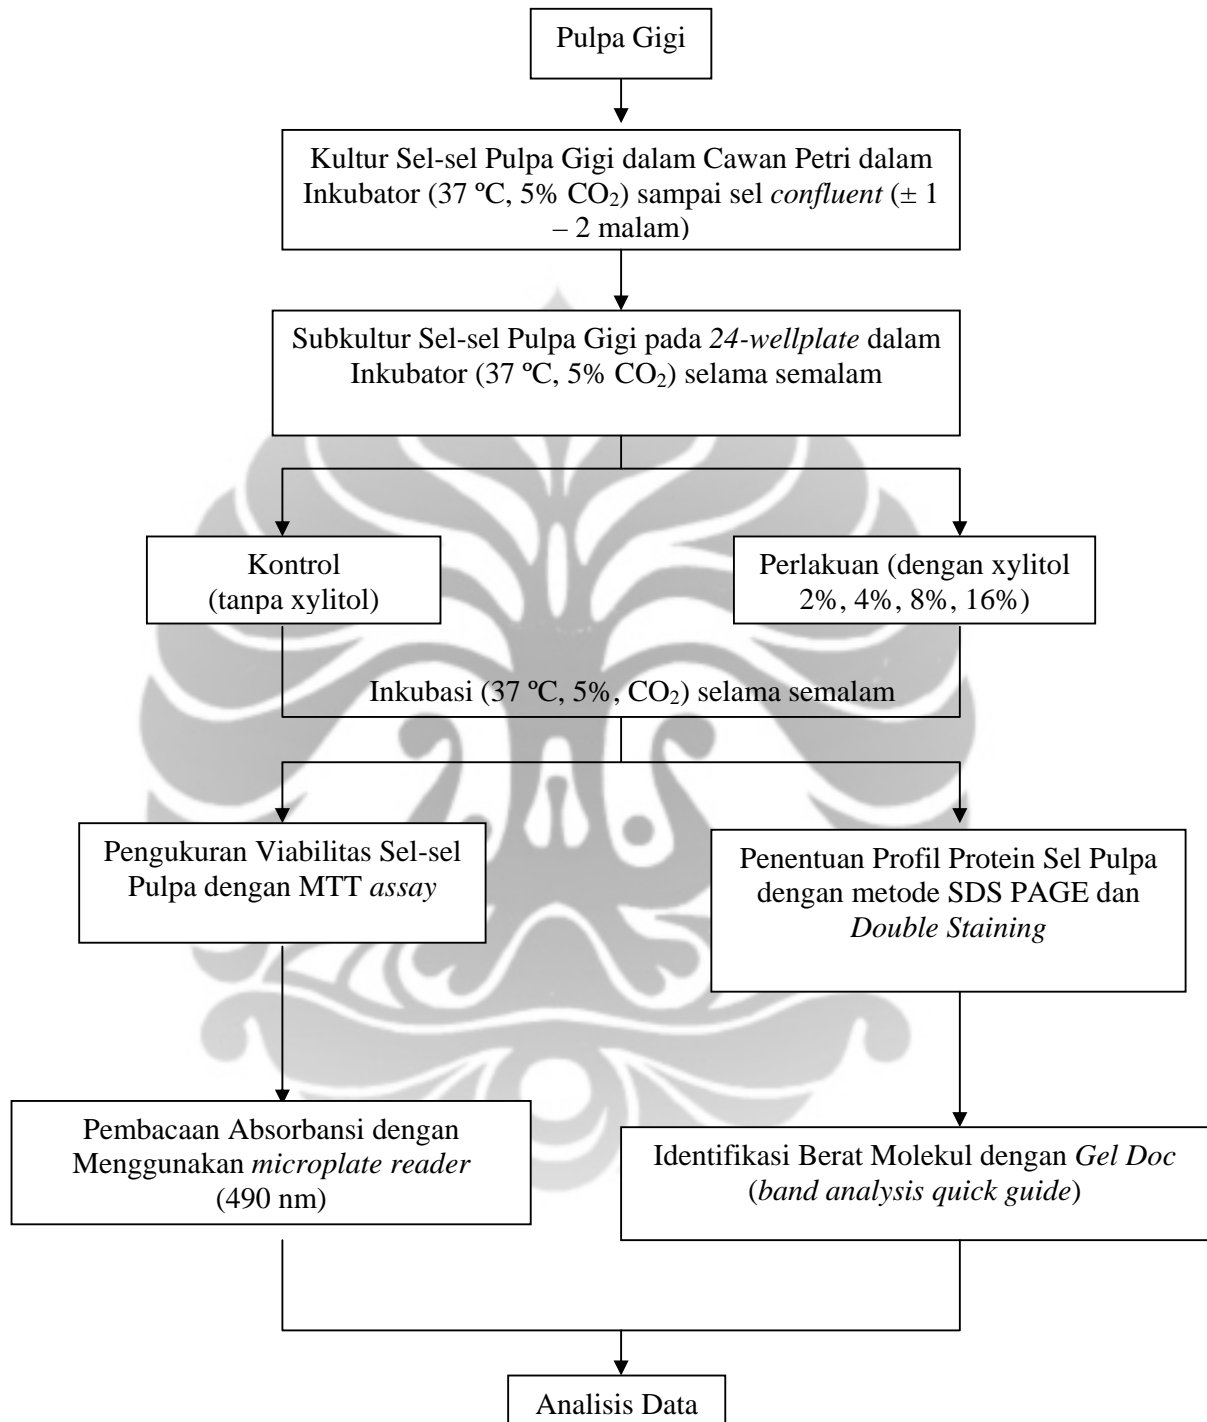 Pulpa Gigi
Kultur Sel-sel Pulpa Gigi dalam Cawan Petri dalam
Inkubator (37 ºC, 5% CO₂) sampai sel confluent (± 1
– 2 malam)
Subkultur Sel-sel Pulpa Gigi pada 24-wellplate dalam
Inkubator (37 ºC, 5% CO₂) selama semalam
Kontrol
(tanpa xylitol)
Perlakuan (dengan xylitol
2%, 4%, 8%, 16%)
Inkubasi (37 ºC, 5%, CO₂) selama semalam
Pengukuran Viabilitas Sel-sel
Pulpa dengan MTT assay
Penentuan Profil Protein Sel Pulpa
dengan metode SDS PAGE dan
Double Staining
Pembacaan Absorbansi dengan
Menggunakan microplate reader
(490 nm)
Identifikasi Berat Molekul dengan Gel Doc
(band analysis quick guide)
Analisis Data